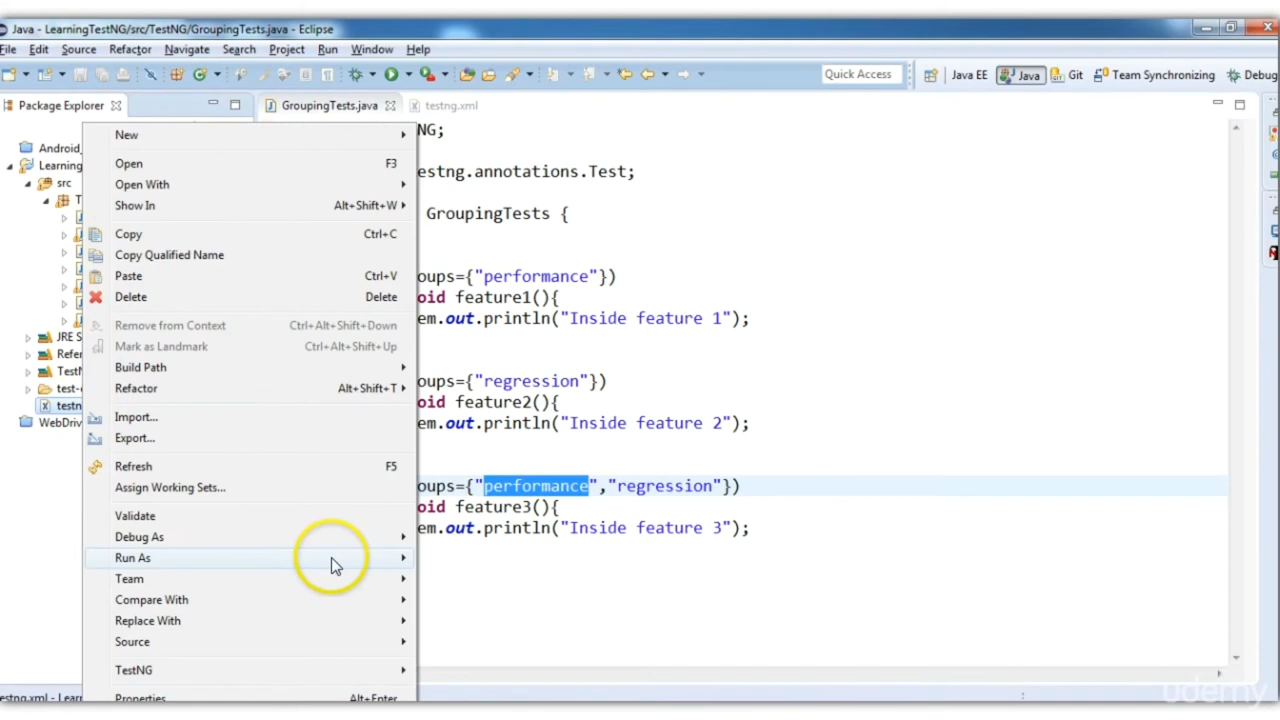 Java - LearningTestNG/src/TestNG/GroupingTests.java - Eclipse
File Edit Source Refactor Navigate Search Project Run Window Help
Quick Access Java EE Java Git Team Synchronizing Debug
Package Explorer GroupingTests.java testng.xml
Android_
Learning
src
T
JRE S
Refer
TestN
test-
testn
WebDriv
New
Open F3
Open With
Show In Alt+Shift+W
Copy Ctrl+C
Copy Qualified Name
Paste Ctrl+V
Delete Delete
Remove from Context Ctrl+Alt+Shift+Down
Mark as Landmark Ctrl+Alt+Shift+Up
Build Path
Refactor Alt+Shift+T
Import...
Export...
Refresh F5
Assign Working Sets...
Validate
Debug As
Run As
Team
Compare With
Replace With
Source
TestNG
Properties Alt+Enter
NG;
estng.annotations.Test;
GroupingTests {
oups={"performance"})
oid feature1(){
em.out.println("Inside feature 1");
oups={"regression"})
oid feature2(){
em.out.println("Inside feature 2");
oups={"performance","regression"})
oid feature3(){
em.out.println("Inside feature 3");
estng.xml - Lear
udemy